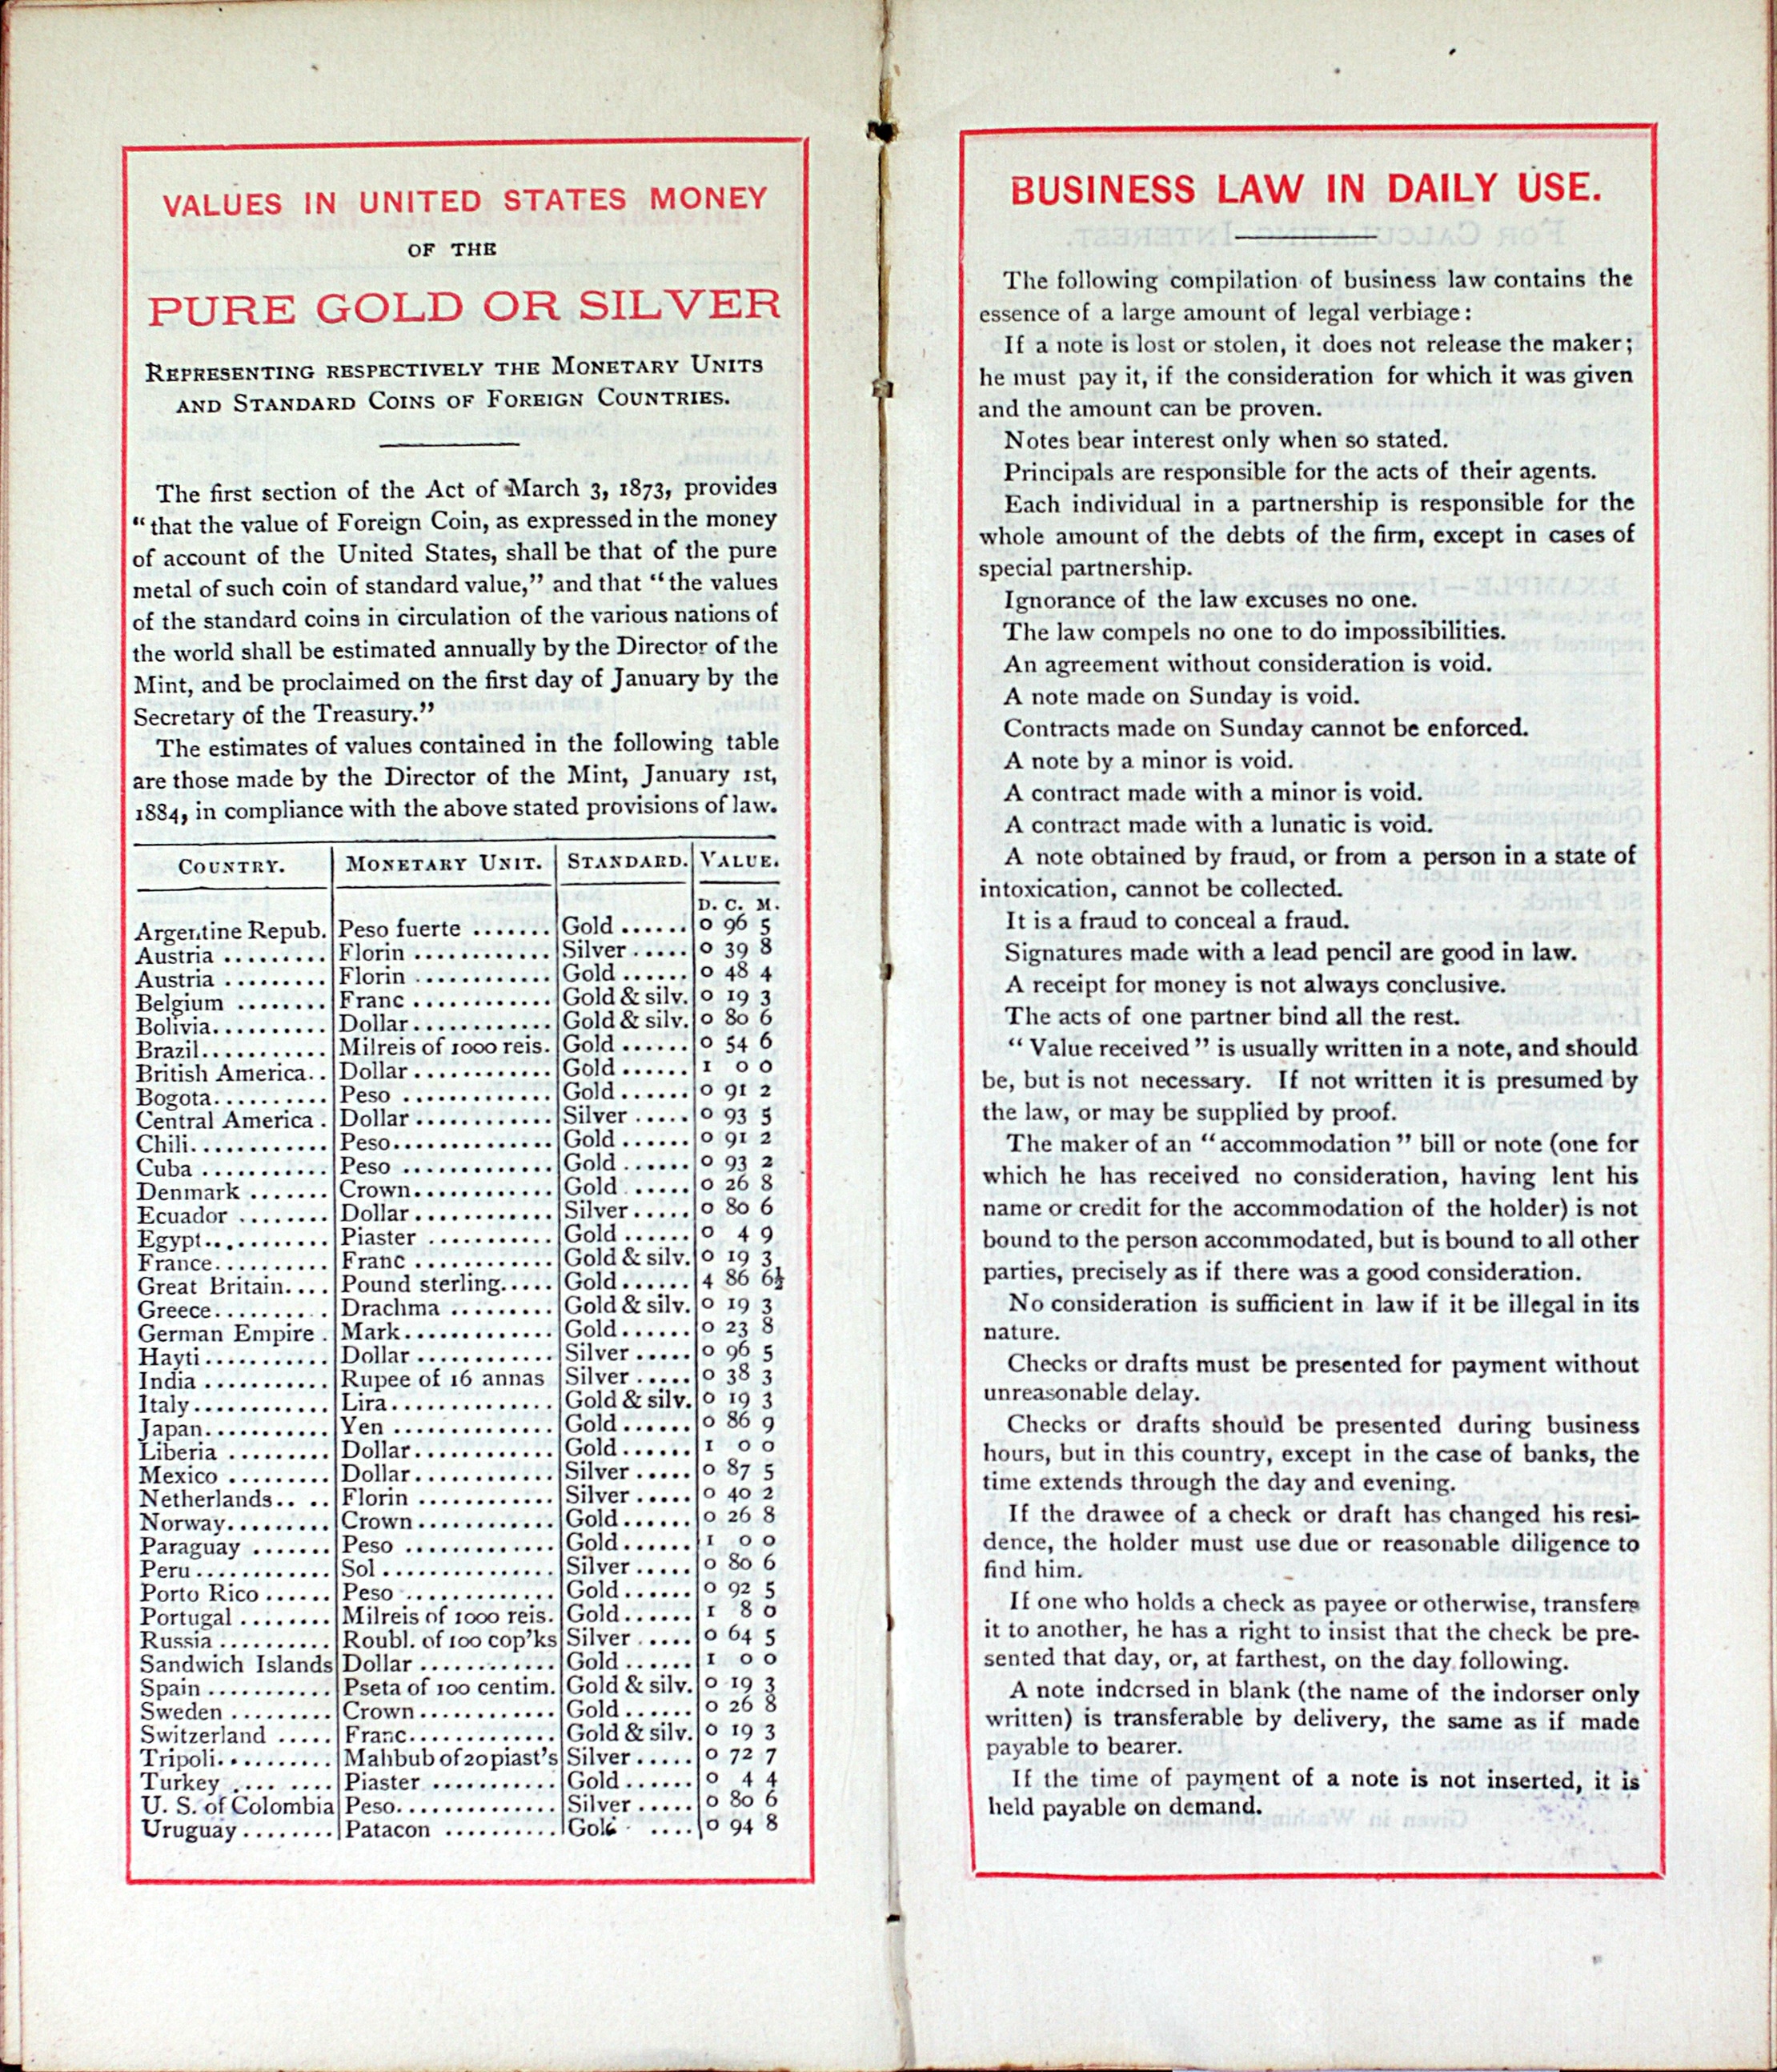 VALUES IN UNITED STATES MONEY
OF THE
PURE GOLD OR SILVER
REPRESENTING RESPECTIVELY THE MONETARY UNITS
AND STANDARD COINS OF FOREIGN COUNTRIES.
The first section of the Act of March 3, 1873, provides
"that the value of Foreign Coin, as expressed in the money
of account of the United States, shall be that of the pure
metal of such coin of standard value," and that "the values
of the standard coins in circulation of the various nations of
the world shall be estimated annually by the Director of the
Mint, and be proclaimed on the first day of January by the
Secretary of the Treasury."
The estimates of values contained in the following table
are those made by the Director of the Mint, January 1st,
1884, in compliance with the above stated provisions of law.
COUNTRY. MONETARY UNIT. STANDARD. VALUE.
D. C. M.
Argentine Repub. Peso fuerte ....... Gold ...... 0 96 5
Austria ......... Florin ............ Silver ..... 0 39 8
Austria ......... Florin ............ Gold ...... 0 48 4
Belgium ........ Franc ............ Gold & silv. 0 19 3
Bolivia.......... Dollar............ Gold & silv. 0 80 6
Brazil........... Milreis of 1000 reis. Gold ...... 0 54 6
British America.. Dollar............ Gold ...... 1 0 0
Bogota.......... Peso ............. Gold ...... 0 91 2
Central America . Dollar............ Silver ..... 0 93 5
Chili............ Peso.............. Gold ...... 0 91 2
Cuba ........... Peso ............. Gold ...... 0 93 2
Denmark ....... Crown............ Gold ...... 0 26 8
Ecuador ........ Dollar............ Silver ..... 0 80 6
Egypt........... Piaster ........... Gold ...... 0 4 9
France.......... Franc ............ Gold & silv. 0 19 3
Great Britain.... Pound sterling..... Gold ...... 4 86 6½
Greece.......... Drachma ......... Gold & silv. 0 19 3
German Empire . Mark............. Gold ...... 0 23 8
Hayti........... Dollar............ Silver ..... 0 96 5
India ........... Rupee of 16 annas Silver ..... 0 38 3
Italy............ Lira.............. Gold & silv. 0 19 3
Japan........... Yen .............. Gold ...... 0 86 9
Liberia ......... Dollar............ Gold ...... 1 0 0
Mexico ......... Dollar............ Silver ..... 0 87 5
Netherlands.. .. Florin ............ Silver ..... 0 40 2
Norway......... Crown............ Gold ...... 0 26 8
Paraguay ....... Peso ............. Gold ...... 1 0 0
Peru ............ Sol ............... Silver ..... 0 80 6
Porto Rico ...... Peso ............. Gold ...... 0 92 5
Portugal ........ Milreis of 1000 reis. Gold ...... 1 8 0
Russia .......... Roubl. of 100 cop'ks Silver ..... 0 64 5
Sandwich Islands Dollar ............ Gold ...... 1 0 0
Spain ........... Pseta of 100 centim. Gold & silv. 0 19 3
Sweden ......... Crown............ Gold ...... 0 26 8
Switzerland ..... Franc............. Gold & silv. 0 19 3
Tripoli.......... Mahbub of 20 piast's Silver ..... 0 72 7
Turkey .... .... Piaster ........... Gold ...... 0 4 4
U. S. of Colombia Peso.............. Silver ..... 0 80 6
Uruguay........ Patacon .......... Gold .... 0 94 8
BUSINESS LAW IN DAILY USE.
The following compilation of business law contains the
essence of a large amount of legal verbiage:
If a note is lost or stolen, it does not release the maker;
he must pay it, if the consideration for which it was given
and the amount can be proven.
Notes bear interest only when so stated.
Principals are responsible for the acts of their agents.
Each individual in a partnership is responsible for the
whole amount of the debts of the firm, except in cases of
special partnership.
Ignorance of the law excuses no one.
The law compels no one to do impossibilities.
An agreement without consideration is void.
A note made on Sunday is void.
Contracts made on Sunday cannot be enforced.
A note by a minor is void.
A contract made with a minor is void.
A contract made with a lunatic is void.
A note obtained by fraud, or from a person in a state of
intoxication, cannot be collected.
It is a fraud to conceal a fraud.
Signatures made with a lead pencil are good in law.
A receipt for money is not always conclusive.
The acts of one partner bind all the rest.
"Value received" is usually written in a note, and should
be, but is not necessary. If not written it is presumed by
the law, or may be supplied by proof.
The maker of an "accommodation" bill or note (one for
which he has received no consideration, having lent his
name or credit for the accommodation of the holder) is not
bound to the person accommodated, but is bound to all other
parties, precisely as if there was a good consideration.
No consideration is sufficient in law if it be illegal in its
nature.
Checks or drafts must be presented for payment without
unreasonable delay.
Checks or drafts should be presented during business
hours, but in this country, except in the case of banks, the
time extends through the day and evening.
If the drawee of a check or draft has changed his resi-
dence, the holder must use due or reasonable diligence to
find him.
If one who holds a check as payee or otherwise, transfers
it to another, he has a right to insist that the check be pre-
sented that day, or, at farthest, on the day following.
A note indorsed in blank (the name of the indorser only
written) is transferable by delivery, the same as if made
payable to bearer.
If the time of payment of a note is not inserted, it is
held payable on demand.